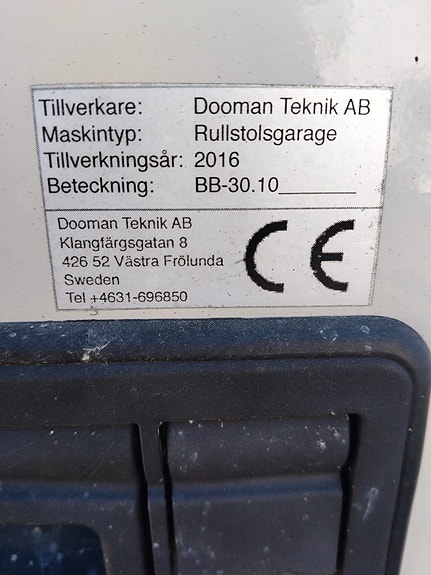 Tillverkare: Dooman Teknik AB
Maskintyp: Rullstolsgarage
Tillverkningsår: 2016
Beteckning: BB-30.10________
Dooman Teknik AB
Klangfärgsgatan 8
426 52 Västra Frölunda
Sweden
Tel +4631-696850
CE